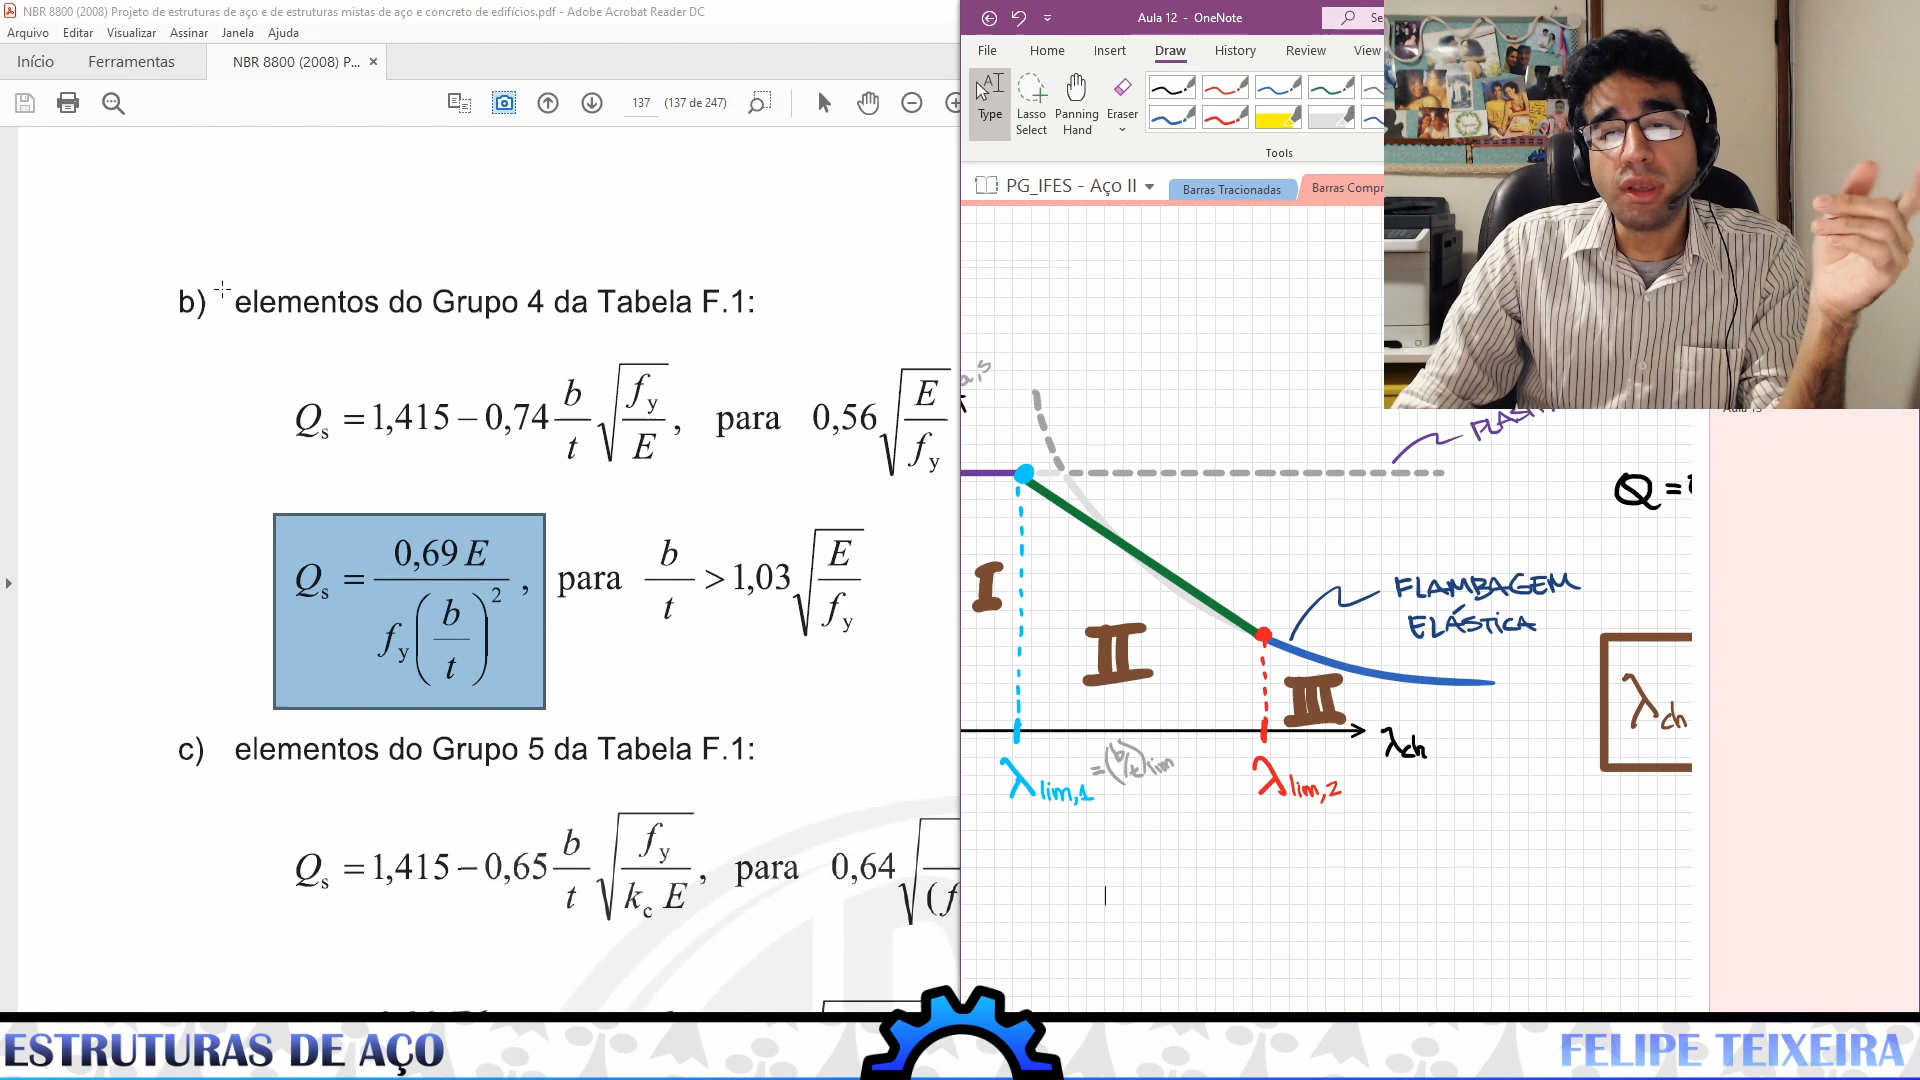 NBR 8800 (2008) Projeto de estruturas de aço e de estruturas mistas de aço e concreto de edifícios.pdf - Adobe Acrobat Reader DC
Arquivo Editar Visualizar Assinar Janela Ajuda
Início Ferramentas NBR 8800 (2008) P... ×
137 (137 de 247)
b) elementos do Grupo 4 da Tabela F.1:
Qs = 1,415 − 0,74 b/t √(fy/E) , para 0,56 √(E/fy)
Qs = 0,69 E / fy (b/t)² , para b/t > 1,03 √(E/fy)
c) elementos do Grupo 5 da Tabela F.1:
Qs = 1,415 − 0,65 b/t √(fy/(kc E)) , para 0,64 √ (f
Aula 12 - OneNote
File Home Insert Draw History Review View
Type Lasso Select Panning Hand Eraser
Tools
PG_IFES - Aço II Barras Tracionadas Barras Compr
Q =
I
II
III
FLAMBAGEM
ELÁSTICA
λch
λch
λlim,1 = (b/t)lim
λlim,2
ESTRUTURAS DE AÇO
FELIPE TEIXEIRA